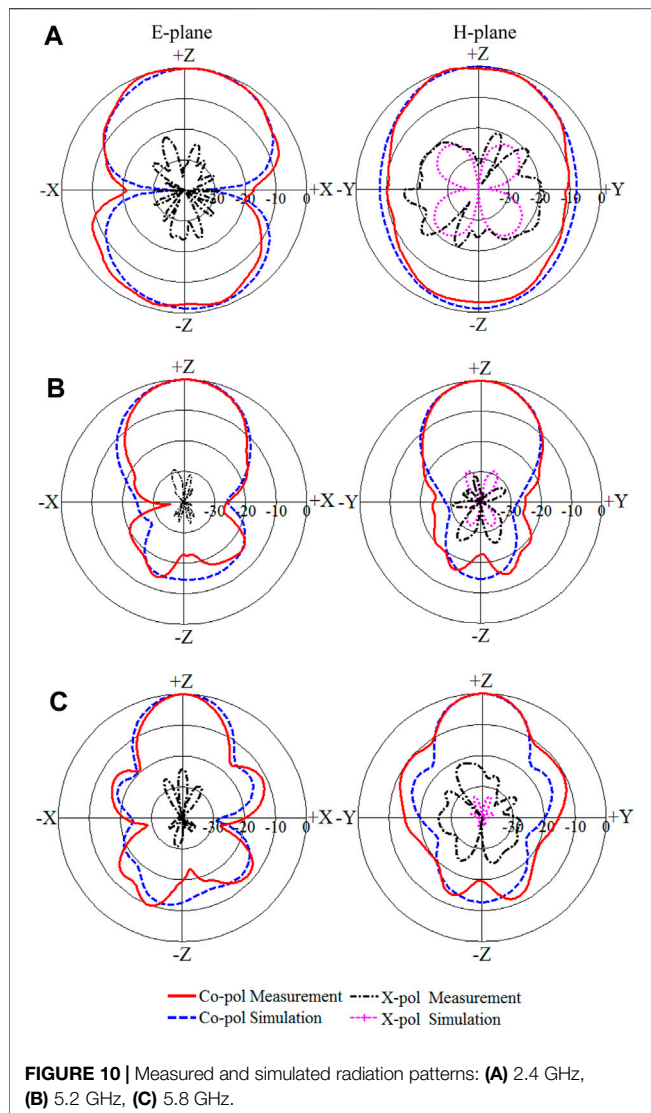 A
E-plane
H-plane
+Z
+Z
-X
-30
-20
-10
0
+X
-Y
-30
-20
-10
0
+Y
-Z
-Z
B
+Z
+Z
-X
-30
-20
-10
0
+X
-Y
-30
-20
-10
0
+Y
-Z
-Z
C
+Z
+Z
-X
-30
-20
-10
0
+X
-Y
-30
-20
-10
0
+Y
-Z
-Z
Co-pol Measurement
X-pol Measurement
Co-pol Simulation
X-pol Simulation
FIGURE 10 | Measured and simulated radiation patterns: (A) 2.4 GHz,
(B) 5.2 GHz, (C) 5.8 GHz.